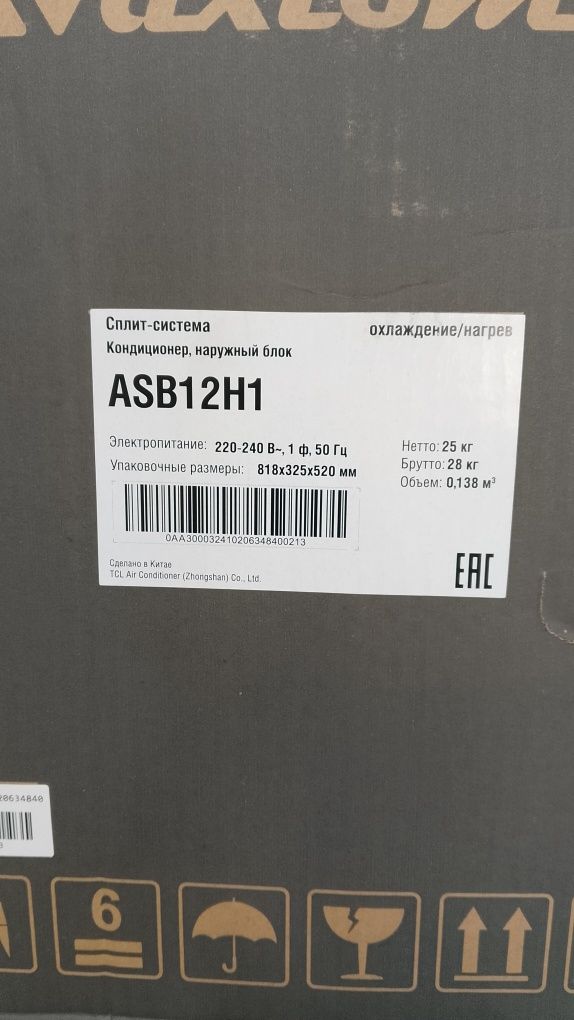 Сплит-система
охлаждение/нагрев
Кондиционер, наружный блок
ASB12H1
Электропитание: 220-240 В~, 1 ф, 50 Гц
Упаковочные размеры: 818x325x520 мм
Нетто: 25 кг
Брутто: 28 кг
Объем: 0,138 м³
0AA300032410206348400213
Сделано в Китае
TCL Air Conditioner (Zhongshan) Co., Ltd.
EAC
20634840
6